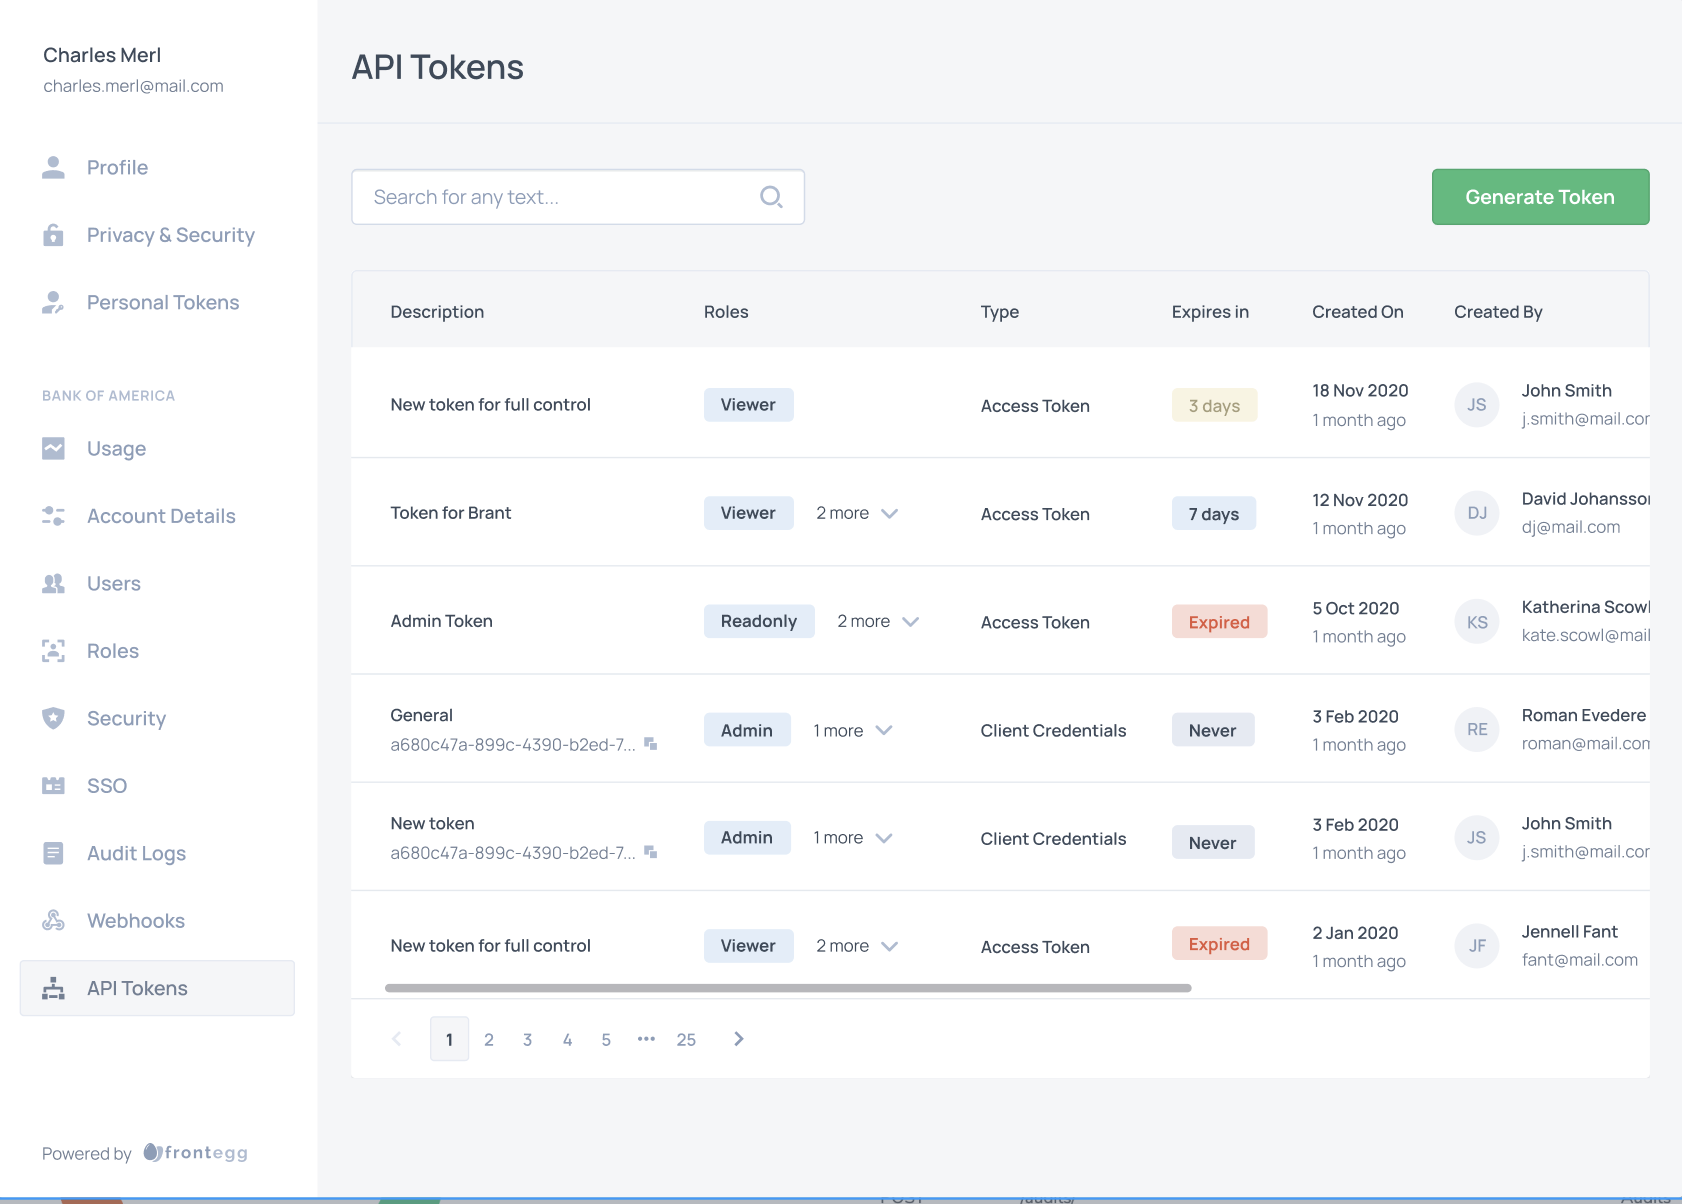 Charles Merl
charles.merl@mail.com
Profile
Privacy & Security
Personal Tokens
BANK OF AMERICA
Usage
Account Details
Users
Roles
Security
SSO
Audit Logs
Webhooks
API Tokens
Powered by frontegg
API Tokens
Search for any text...
Generate Token
Description Roles Type Expires in Created On Created By
New token for full control Viewer Access Token 3 days 18 Nov 2020 1 month ago JS John Smith j.smith@mail.cor
Token for Brant Viewer 2 more Access Token 7 days 12 Nov 2020 1 month ago DJ David Johansson dj@mail.com
Admin Token Readonly 2 more Access Token Expired 5 Oct 2020 1 month ago KS Katherina Scowl kate.scowl@mail
General a680c47a-899c-4390-b2ed-7... Admin 1 more Client Credentials Never 3 Feb 2020 1 month ago RE Roman Evedere roman@mail.com
New token a680c47a-899c-4390-b2ed-7... Admin 1 more Client Credentials Never 3 Feb 2020 1 month ago JS John Smith j.smith@mail.cor
New token for full control Viewer 2 more Access Token Expired 2 Jan 2020 1 month ago JF Jennell Fant fant@mail.com
1 2 3 4 5 ••• 25
POST /audits/ Audits